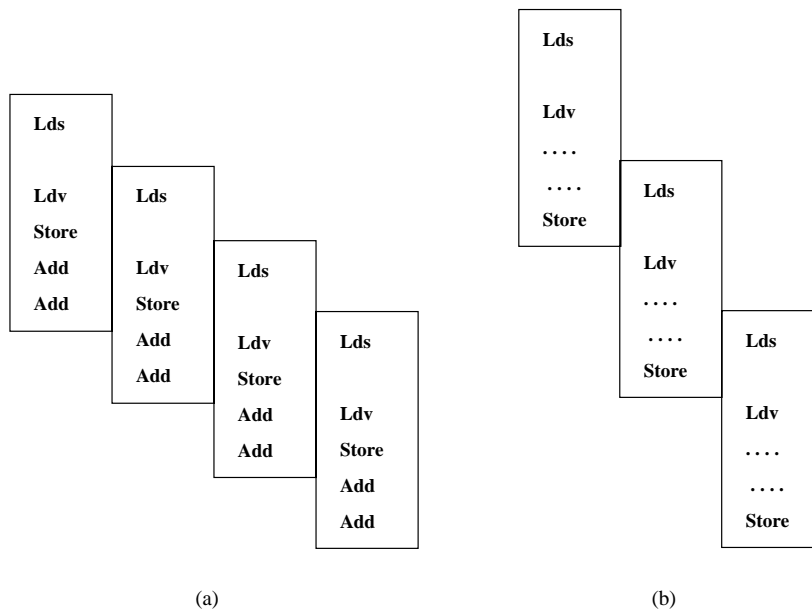 Lds
Ldv
Store
Add
Add
Lds
Ldv
Store
Add
Add
Lds
Ldv
Store
Add
Add
Lds
Ldv
Store
Add
Add
(a)
Lds
Ldv
....
....
Store
Lds
Ldv
....
....
Store
Lds
Ldv
....
....
Store
(b)